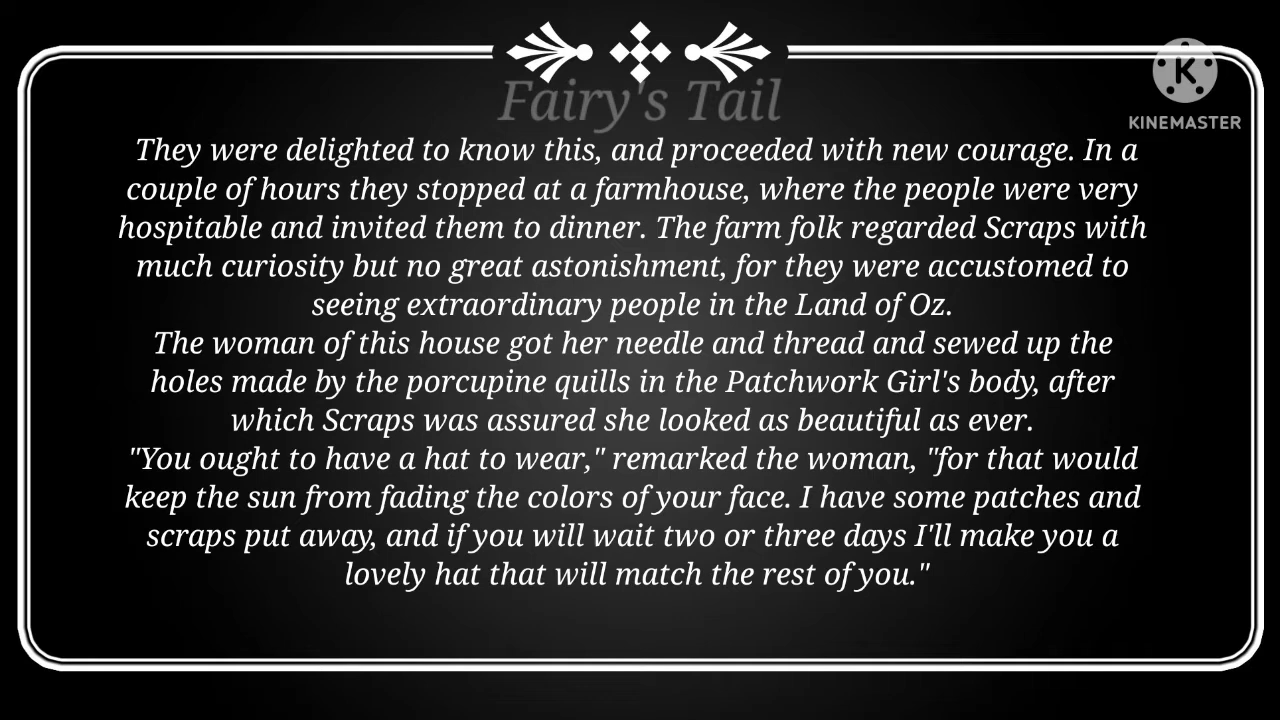 Fairy's Tail
KINEMASTER
They were delighted to know this, and proceeded with new courage. In a
couple of hours they stopped at a farmhouse, where the people were very
hospitable and invited them to dinner. The farm folk regarded Scraps with
much curiosity but no great astonishment, for they were accustomed to
seeing extraordinary people in the Land of Oz.
The woman of this house got her needle and thread and sewed up the
holes made by the porcupine quills in the Patchwork Girl's body, after
which Scraps was assured she looked as beautiful as ever.
"You ought to have a hat to wear," remarked the woman, "for that would
keep the sun from fading the colors of your face. I have some patches and
scraps put away, and if you will wait two or three days I'll make you a
lovely hat that will match the rest of you."